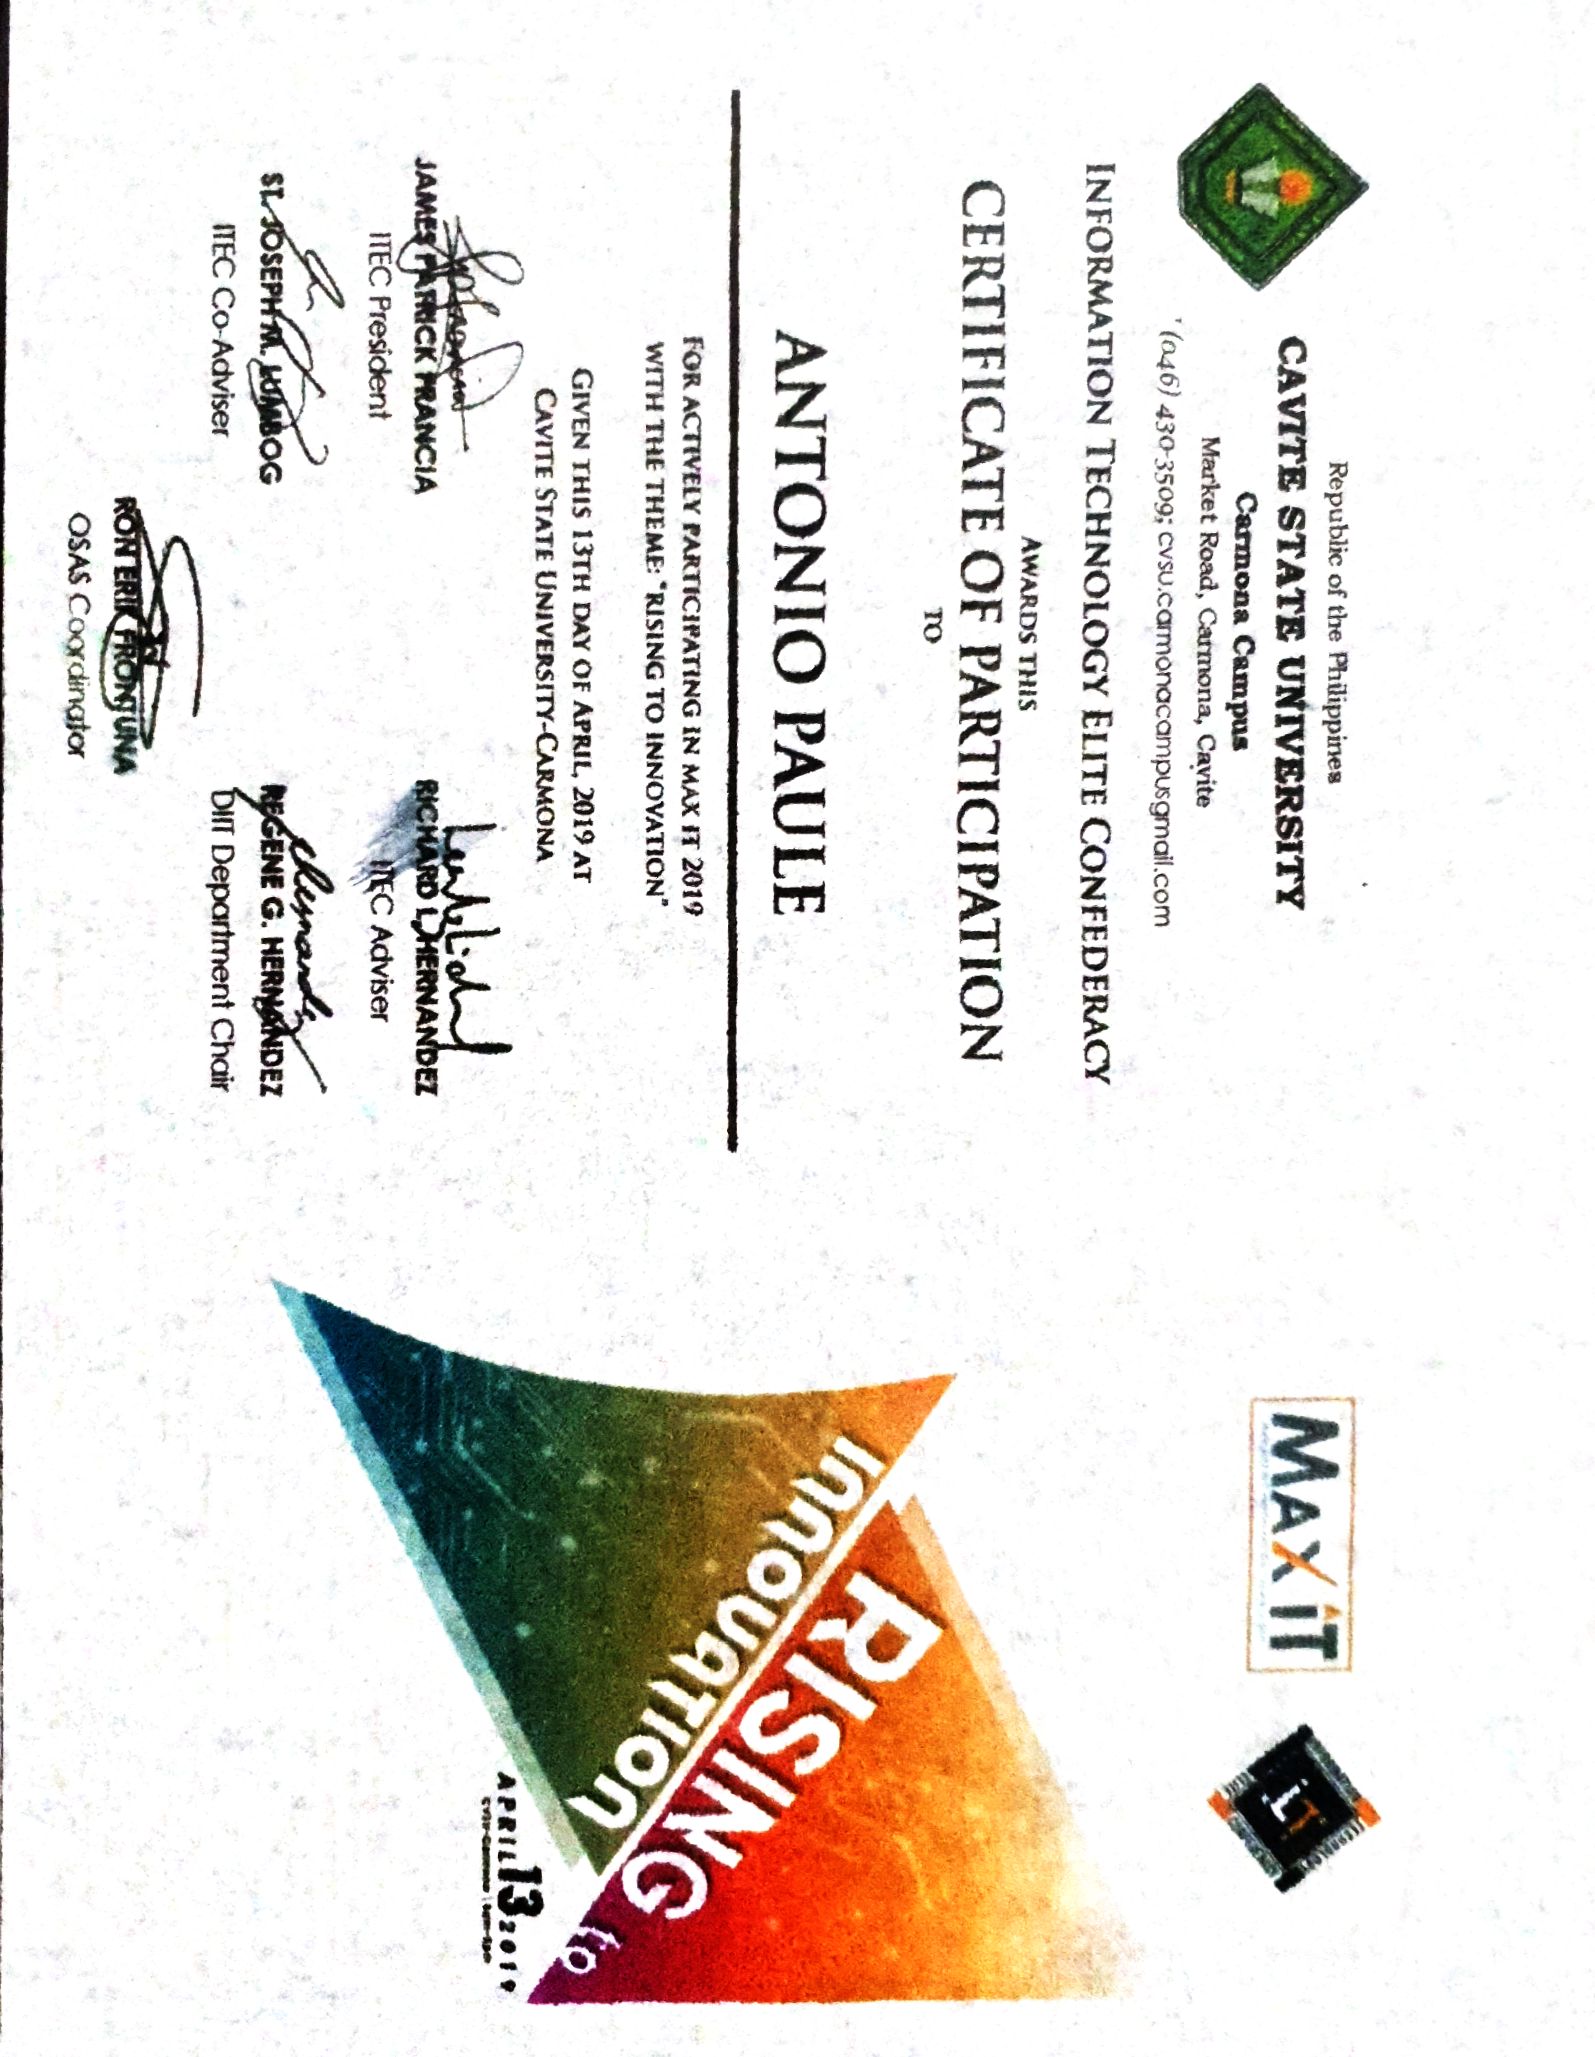 Republic of the Philippines
CAVITE STATE UNIVERSITY
Carmona Campus
Market Road, Carmona, Cavite
(046) 430-3509; cvsu.carmonacampusgmail.com
INFORMATION TECHNOLOGY ELITE CONFEDERACY
AWARDS THIS
CERTIFICATE OF PARTICIPATION
TO
ANTONIO PAULE
FOR ACTIVELY PARTICIPATING IN MAX IT 2019
WITH THE THEME: "RISING TO INNOVATION"
GIVEN THIS 13TH DAY OF APRIL, 2019 AT
CAVITE STATE UNIVERSITY-CARMONA
JAMES PATRICK FRANCIA
ITEC President
RICHARD L. HERNANDEZ
ITEC Adviser
ST. JOSEPH M. LUMBOG
ITEC Co-Adviser
REGENE G. HERNANDEZ
DIIT Department Chair
RON ERIK FRONTUNA
OSAS Coordinator
MAX iT
RISING to
INNOVATION
APRIL 13 2019